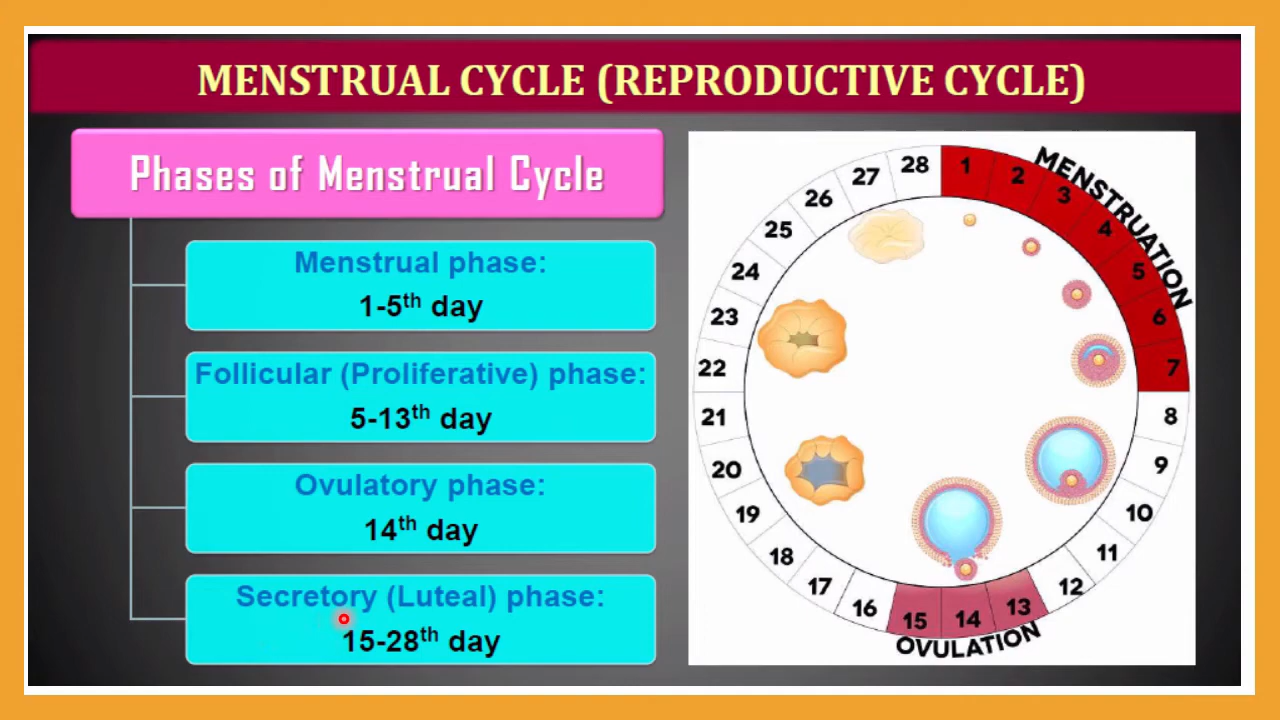 MENSTRUAL CYCLE (REPRODUCTIVE CYCLE)
Phases of Menstrual Cycle
Menstrual phase:
1-5th day
Follicular (Proliferative) phase:
5-13th day
Ovulatory phase:
14th day
Secretory (Luteal) phase:
15-28th day
MENSTRUATION
1
2
3
4
5
6
7
8
9
10
11
12
13
14
15
16
17
18
19
20
21
22
23
24
25
26
27
28
OVULATION